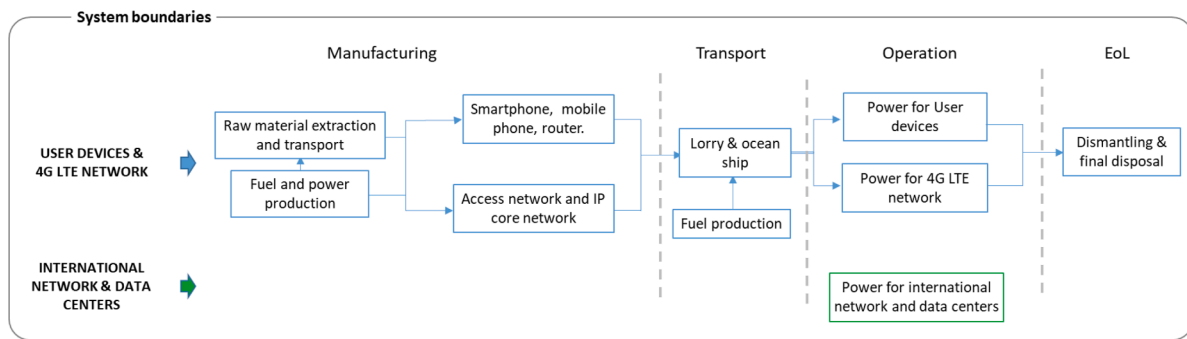 System boundaries
Manufacturing
Transport
Operation
EoL
USER DEVICES &
4G LTE NETWORK
Raw material extraction
and transport
Fuel and power
production
Smartphone, mobile
phone, router.
Access network and IP
core network
Lorry & ocean
ship
Fuel production
Power for User
devices
Power for 4G LTE
network
Dismantling &
final disposal
INTERNATIONAL
NETWORK & DATA
CENTERS
Power for international
network and data centers